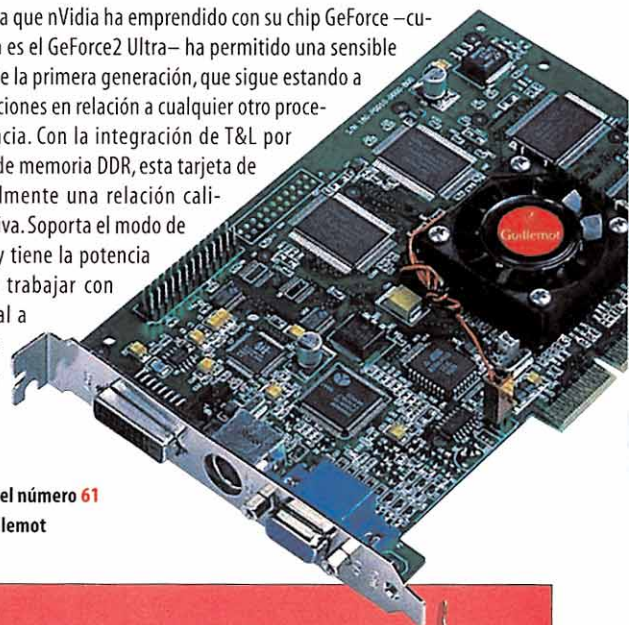 a que nVidia ha emprendido con su chip GeForce –cu-
a es el GeForce2 Ultra– ha permitido una sensible
e la primera generación, que sigue estando a
ciones en relación a cualquier otro proce-
ncia. Con la integración de T&L por
de memoria DDR, esta tarjeta de
lmente una relación cali-
iva. Soporta el modo de
y tiene la potencia
trabajar con
al a
el número 61
lemot
Guillemot